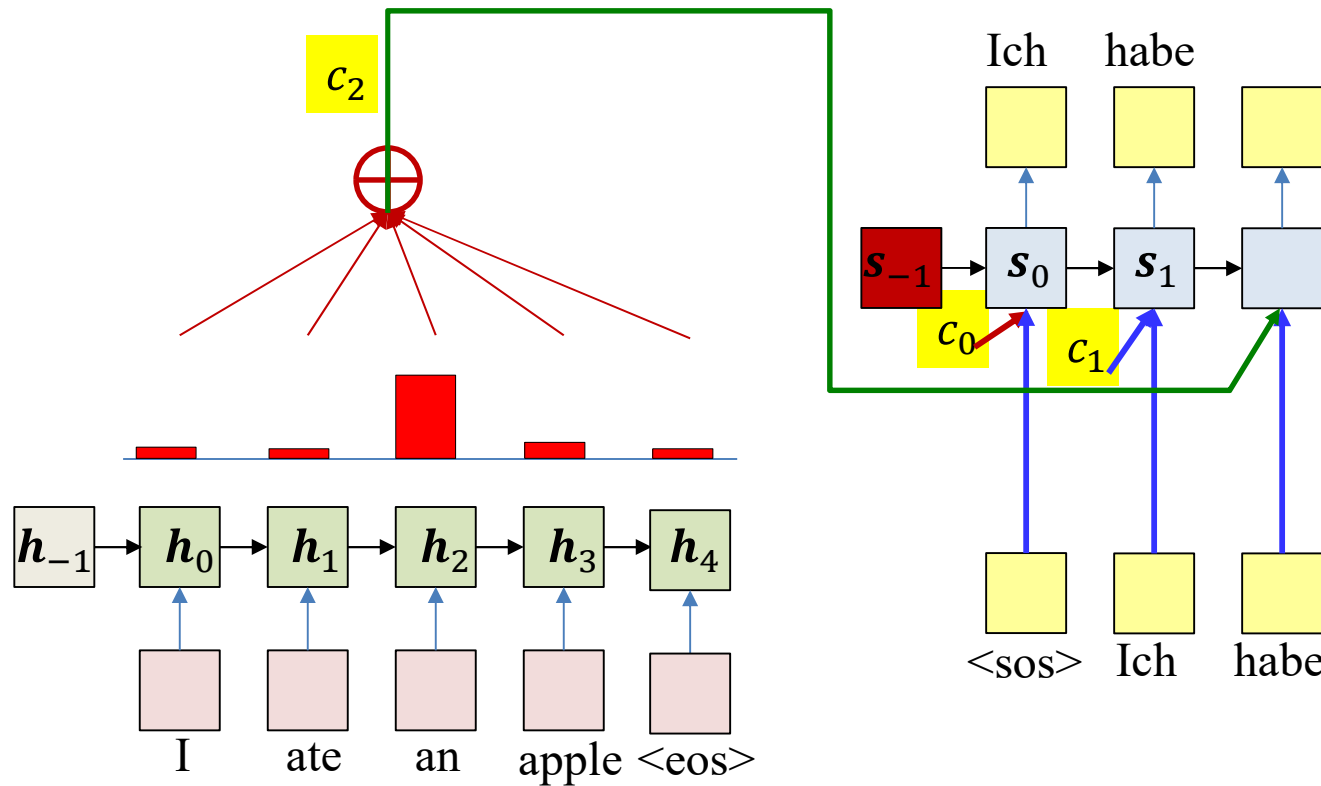 Ich habe
c₂
s₋₁ s₀ s₁
c₀ c₁
h₋₁ h₀ h₁ h₂ h₃ h₄
<sos> Ich habe
I ate an apple <eos>